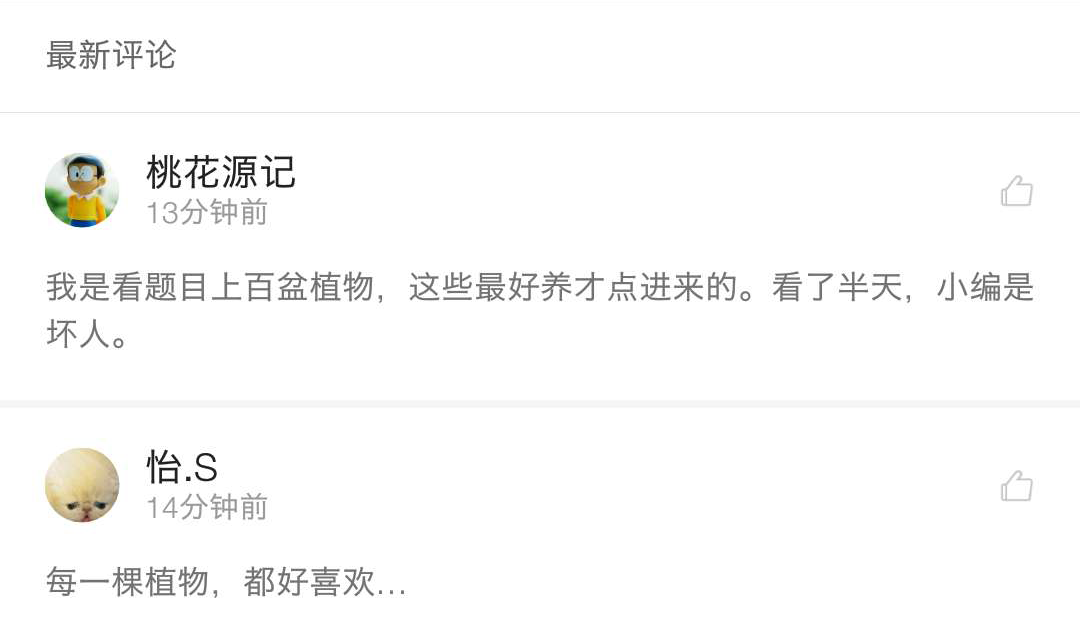 最新评论
桃花源记
13分钟前
我是看题目上百盆植物，这些最好养才点进来的。看了半天，小编是
坏人。
怡.S
14分钟前
每一棵植物，都好喜欢...